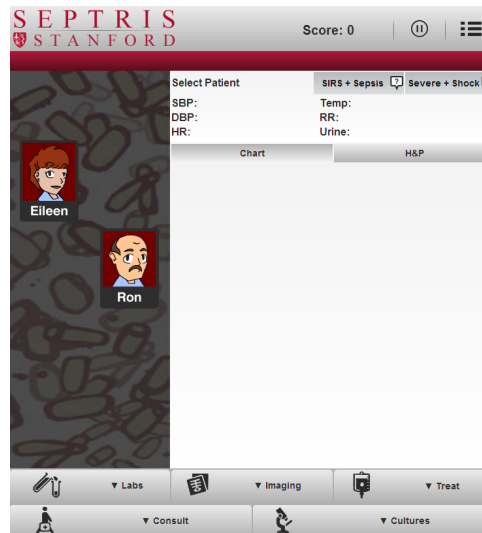 SEPTRIS
STANFORD
Score: 0
Select Patient
SIRS + Sepsis ? Severe + Shock
SBP: Temp:
DBP: RR:
HR: Urine:
Chart H&P
Eileen
Ron
▼ Labs ▼ Imaging ▼ Treat
▼ Consult ▼ Cultures